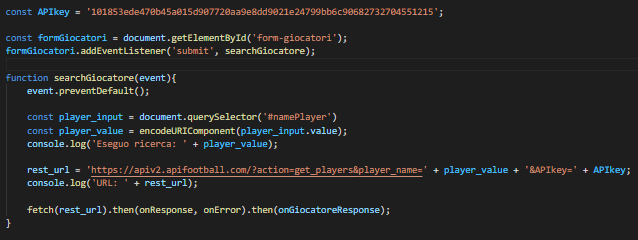 const APIkey = '101853ede470b45a015d907720aa9e8dd9021e24799bb6c90682732704551215';
const formGiocatori = document.getElementById('form-giocatori');
formGiocatori.addEventListener('submit', searchGiocatore);
function searchGiocatore(event){
event.preventDefault();
const player_input = document.querySelector('#namePlayer')
const player_value = encodeURIComponent(player_input.value);
console.log('Eseguo ricerca: ' + player_value);
rest_url = 'https://apiv2.apifootball.com/?action=get_players&player_name=' + player_value + '&APIkey=' + APIkey;
console.log('URL: ' + rest_url);
fetch(rest_url).then(onResponse, onError).then(onGiocatoreResponse);
}